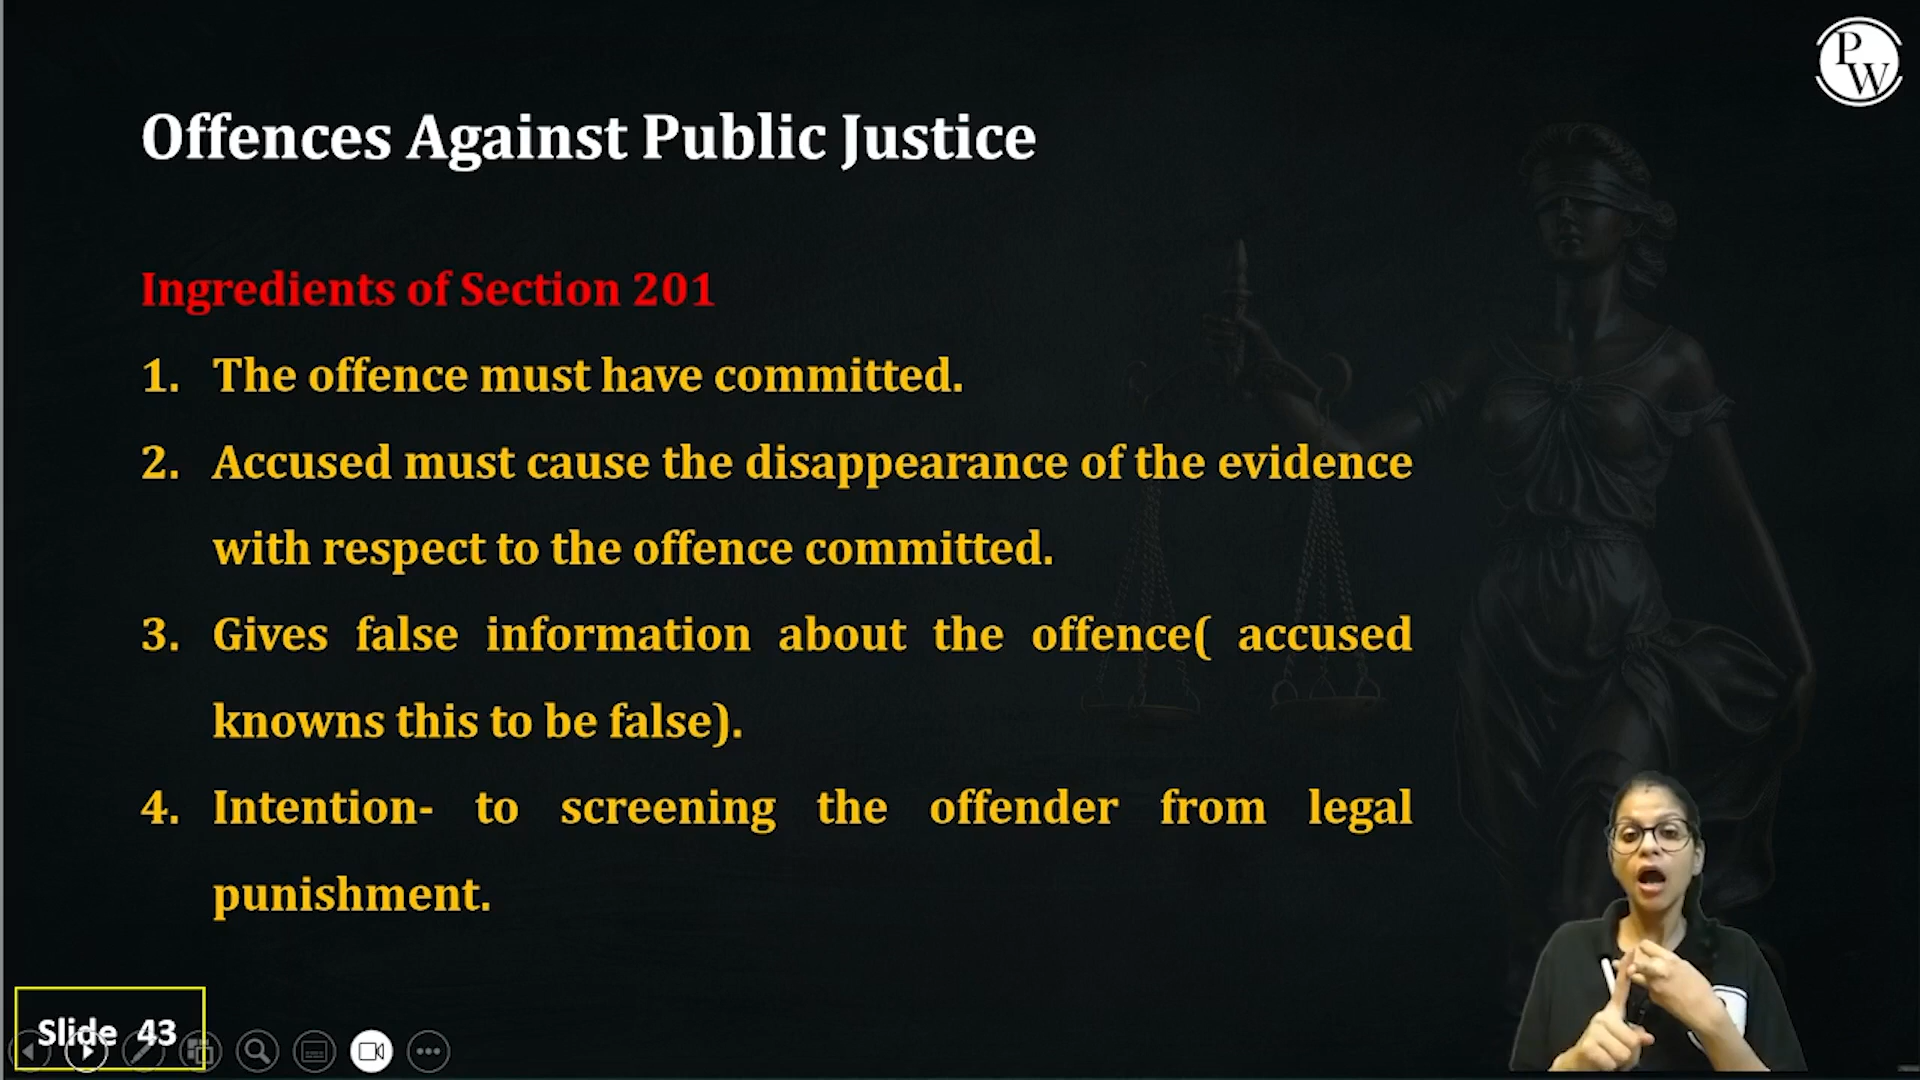 PW
Offences Against Public Justice
Ingredients of Section 201
1. The offence must have committed.
2. Accused must cause the disappearance of the evidence
with respect to the offence committed.
3. Gives false information about the offence( accused
knowns this to be false).
4. Intention- to screening the offender from legal
punishment.
Slide 43